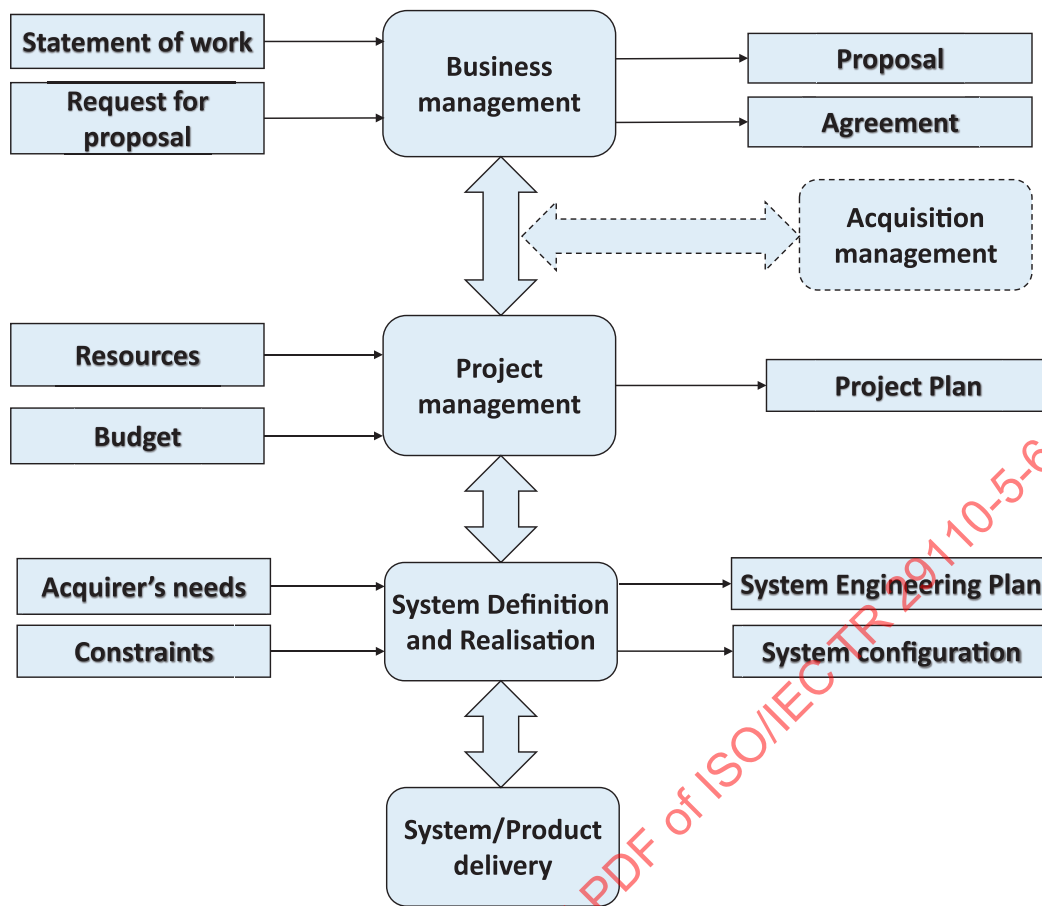 Statement of work
Request for
proposal
Business
management
Proposal
Agreement
Acquisition
management
Resources
Budget
Project
management
Project Plan
Acquirer's needs
Constraints
System Definition
and Realisation
System Engineering Plan
System configuration
System/Product
delivery
PDF of ISO/IEC TR 29110-5-6